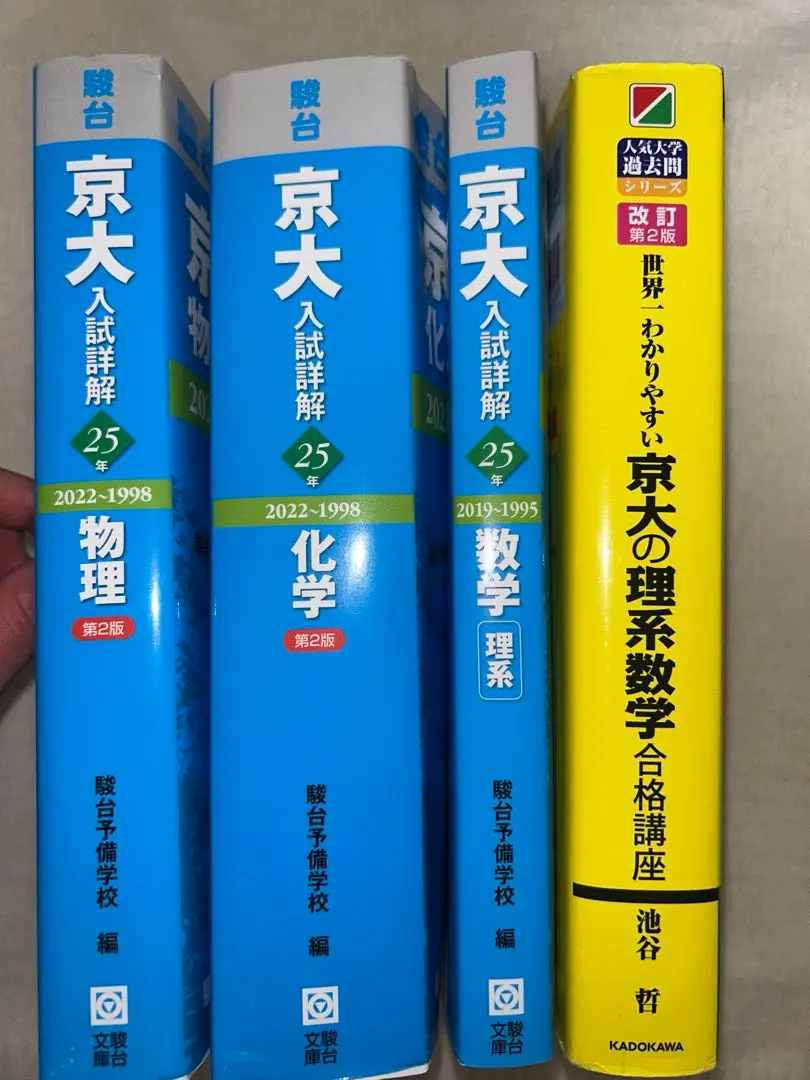 駿台
京大
入試詳解
25年
2022~1998
物理
第2版
駿台予備学校 編
駿台文庫
駿台
京大
入試詳解
25年
2022~1998
化学
第2版
駿台予備学校 編
駿台文庫
駿台
京大
入試詳解
25年
2019~1995
数学
理系
駿台予備学校 編
駿台文庫
人気大学
過去問
シリーズ
改訂
第2版
世界一わかりやすい
京大の理系数学
合格講座
池谷 哲
KADOKAWA